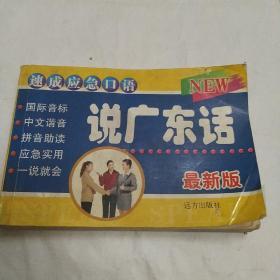 速成应急口语
NEW
国际音标
中文谐音
拼音助读
应急实用
一说就会
说广东话
最新版
远方出版社